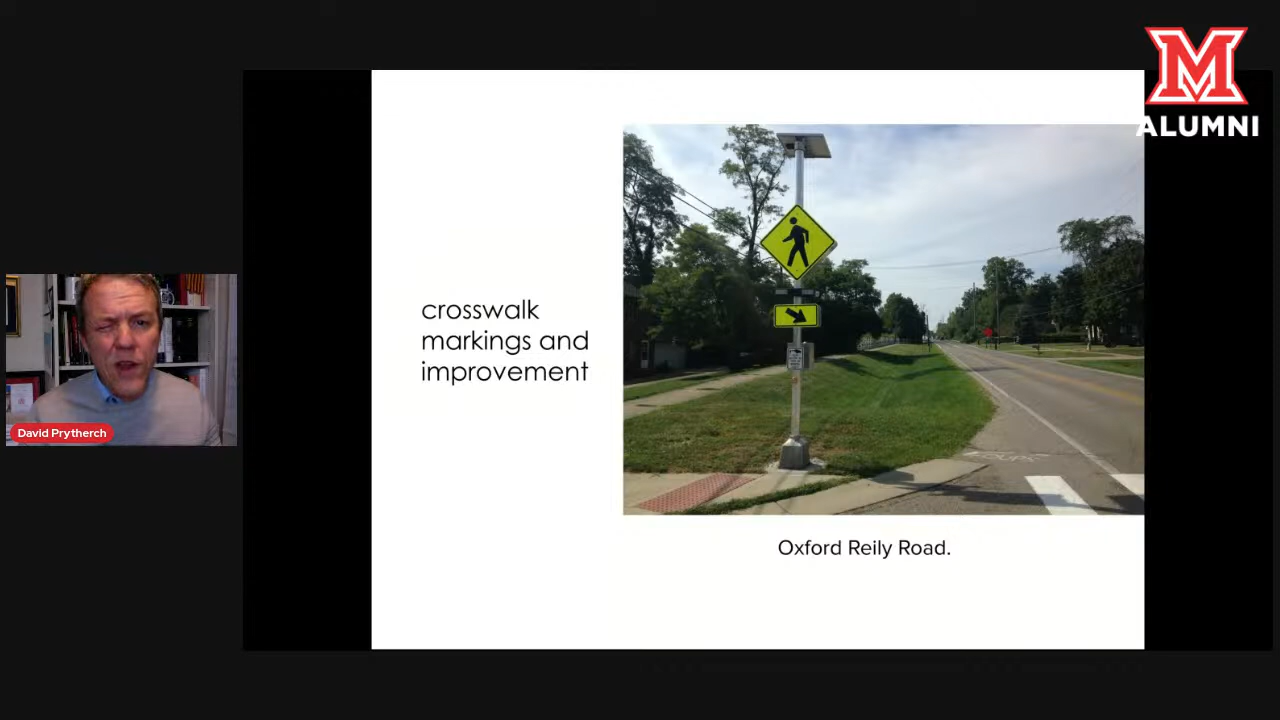 M
ALUMNI
crosswalk
markings and
improvement
David Prytherch
Oxford Reily Road.